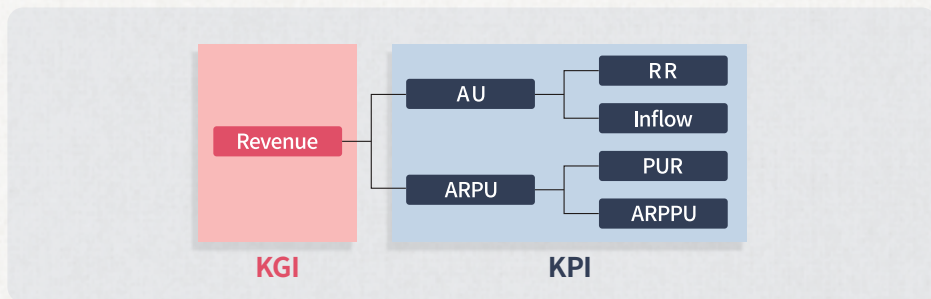 Revenue
AU
ARPU
RR
Inflow
PUR
ARPPU
KGI
KPI